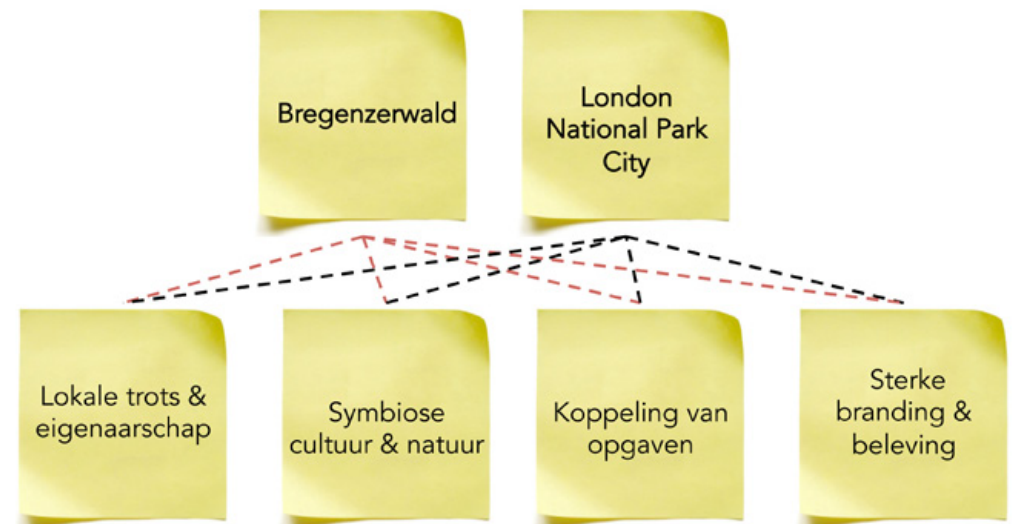 Bregenzerwald
London
National Park
City
Lokale trots &
eigenaarschap
Symbiose
cultuur & natuur
Koppeling van
opgaven
Sterke
branding &
beleving